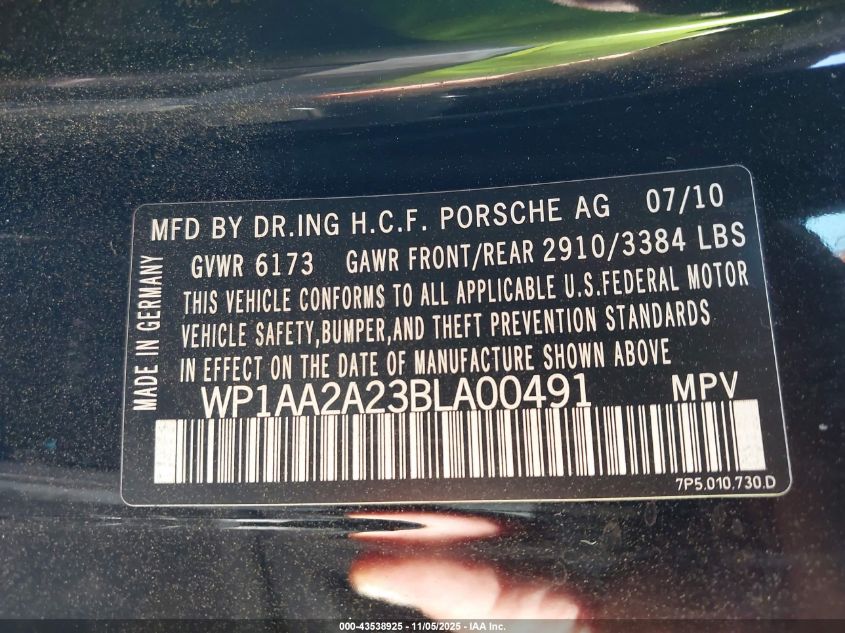 MFD BY DR.ING H.C.F. PORSCHE AG 07/10
GVWR 6173 GAWR FRONT/REAR 2910/3384 LBS
THIS VEHICLE CONFORMS TO ALL APPLICABLE U.S.FEDERAL MOTOR
VEHICLE SAFETY,BUMPER,AND THEFT PREVENTION STANDARDS
IN EFFECT ON THE DATE OF MANUFACTURE SHOWN ABOVE
MADE IN GERMANY
WP1AA2A23BLA00491 MPV
7P5.010.730.D
000-43538925 - 11/05/2025 - IAA Inc.